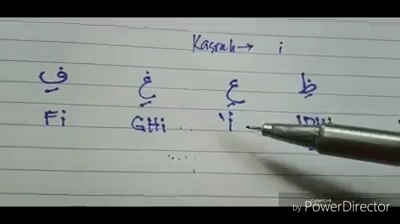 Kasrah → i
فِ غِ عِ ظِ
Fi GHi 'i
by PowerDirector